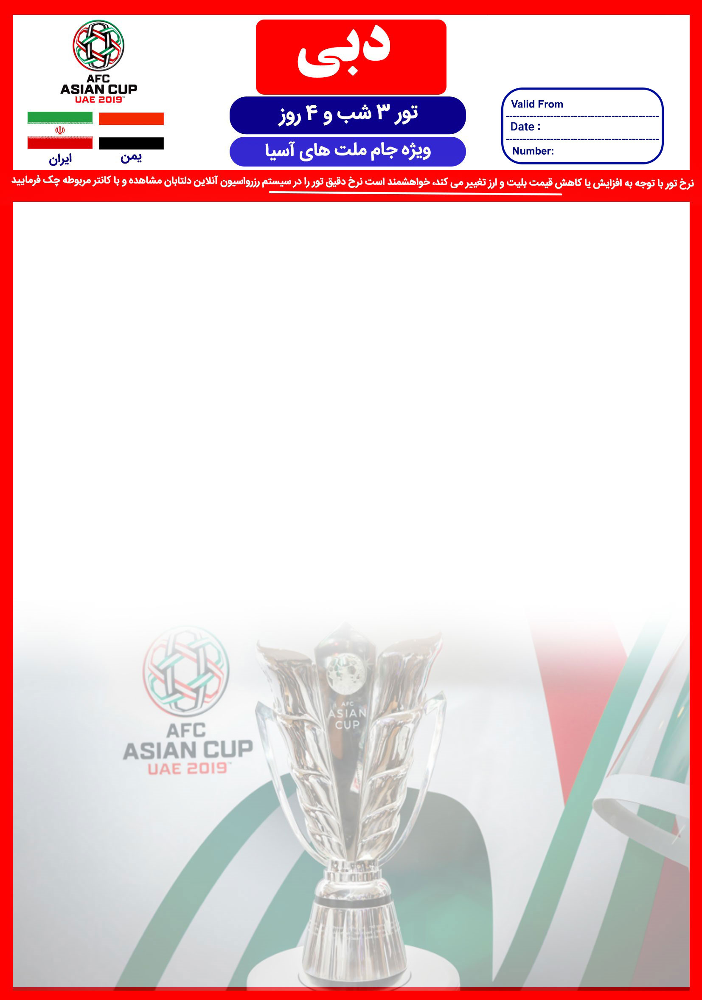 AFC
ASIAN CUP
UAE 2019™
دبی
تور ۳ شب و ۴ روز
ویژه جام ملت های آسیا
Valid From
Date :
Number:
ایران
یمن
نرخ تور با توجه به افزایش یا کاهش قیمت بلیت و ارز تغییر می کند، خواهشمند است نرخ دقیق تور را در سیستم رزرواسیون آنلاین دلتابان مشاهده و با کانتر مربوطه چک فرمایید
AFC
ASIAN CUP
UAE 2019™
AFC
ASIAN
CUP